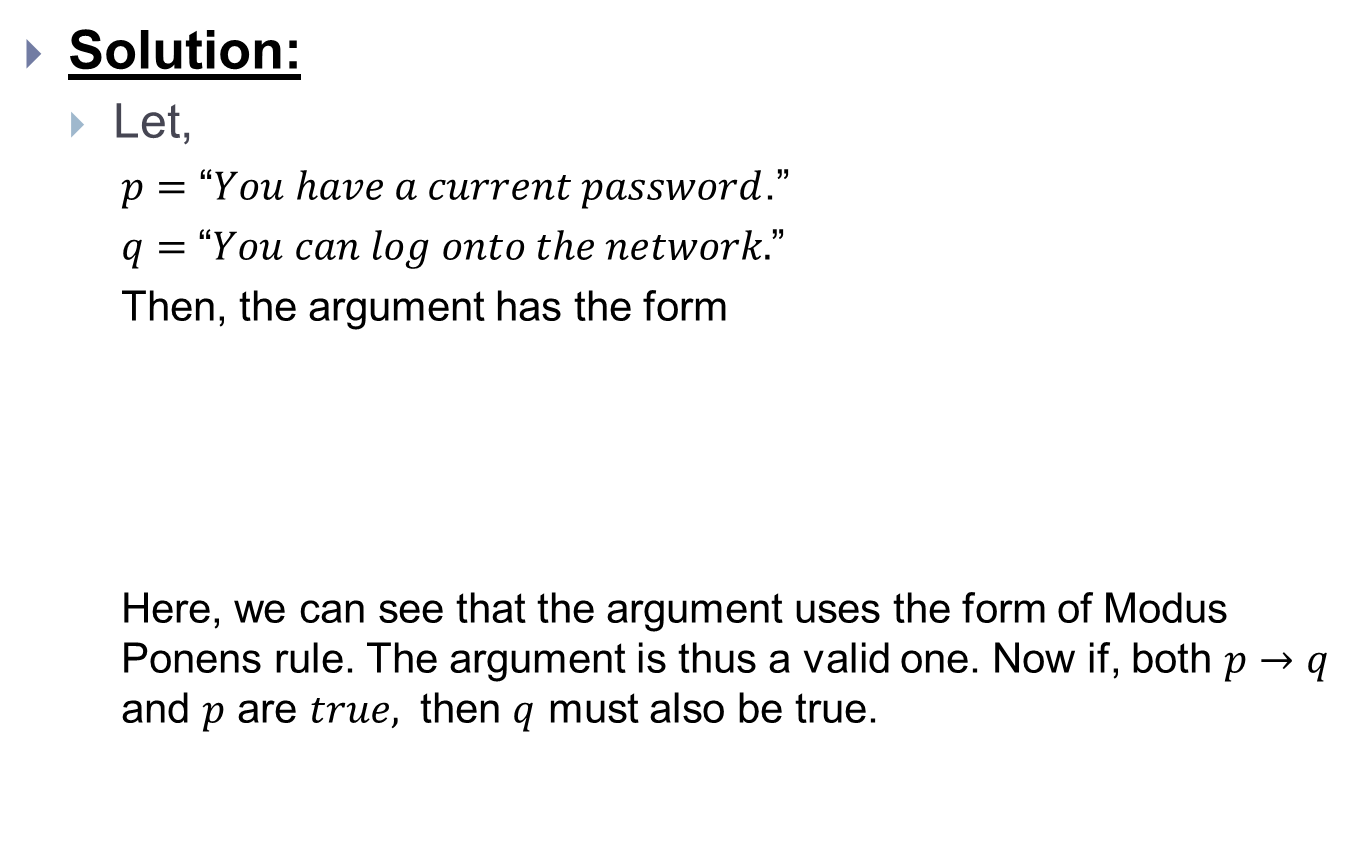 Solution:
Let,
p = “You have a current password.”
q = “You can log onto the network.”
Then, the argument has the form
Here, we can see that the argument uses the form of Modus
Ponens rule. The argument is thus a valid one. Now if, both p → q
and p are true, then q must also be true.